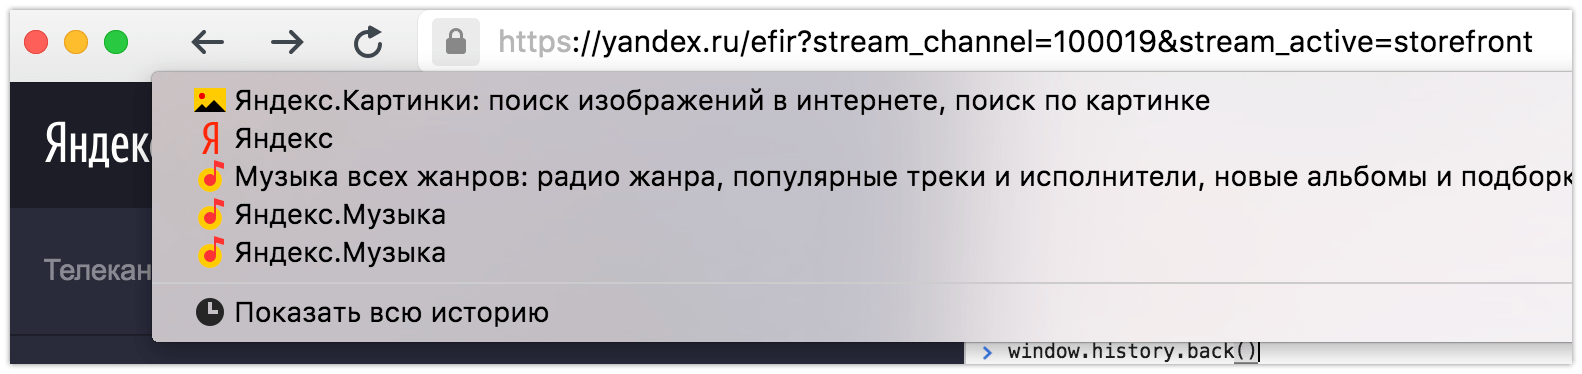 https://yandex.ru/efir?stream_channel=100019&stream_active=storefront
Яндекс.Картинки: поиск изображений в интернете, поиск по картинке
Яндекс
Я Яндекс
Музыка всех жанров: радио жанра, популярные треки и исполнители, новые альбомы и подборк
Яндекс.Музыка
Яндекс.Музыка
Телекан
Показать всю историю
> window.history.back()